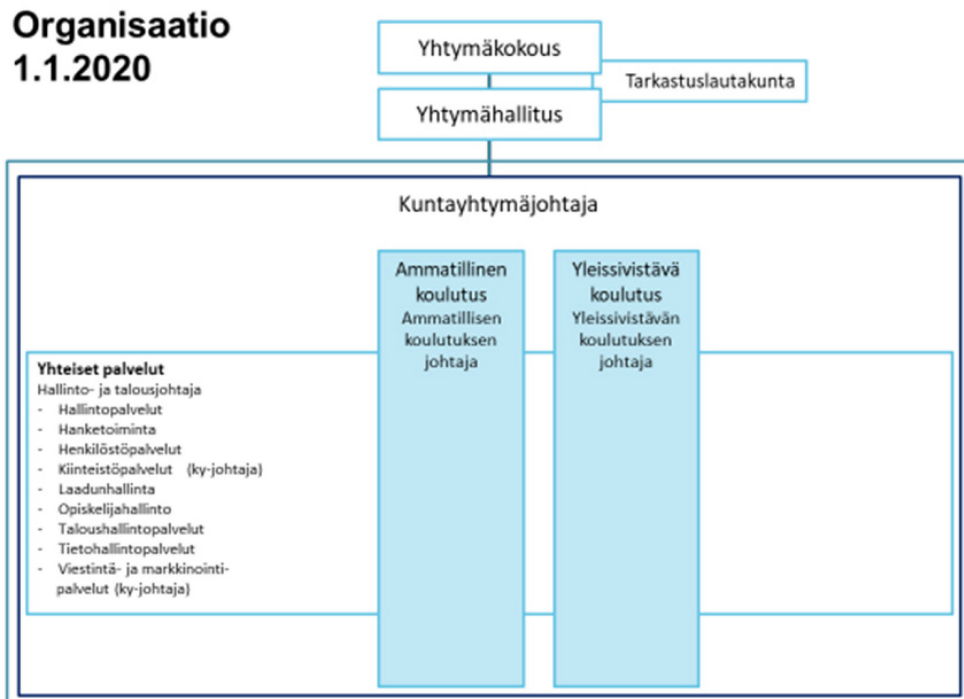 Organisaatio
1.1.2020
Yhtymäkokous
Tarkastuslautakunta
Yhtymähallitus
Kuntayhtymäjohtaja
Ammatillinen
koulutus
Ammatillisen
koulutuksen
johtaja
Yleissivistävä
koulutus
Yleissivistävän
koulutuksen
johtaja
Yhteiset palvelut
Hallinto- ja talousjohtaja
- Hallintopalvelut
- Hanketoiminta
- Henkilöstöpalvelut
- Kiinteistöpalvelut (ky-johtaja)
- Laadunhallinta
- Opiskelijahallinto
- Taloushallintopalvelut
- Tietohallintopalvelut
- Viestintä- ja markkinointi-
palvelut (ky-johtaja)